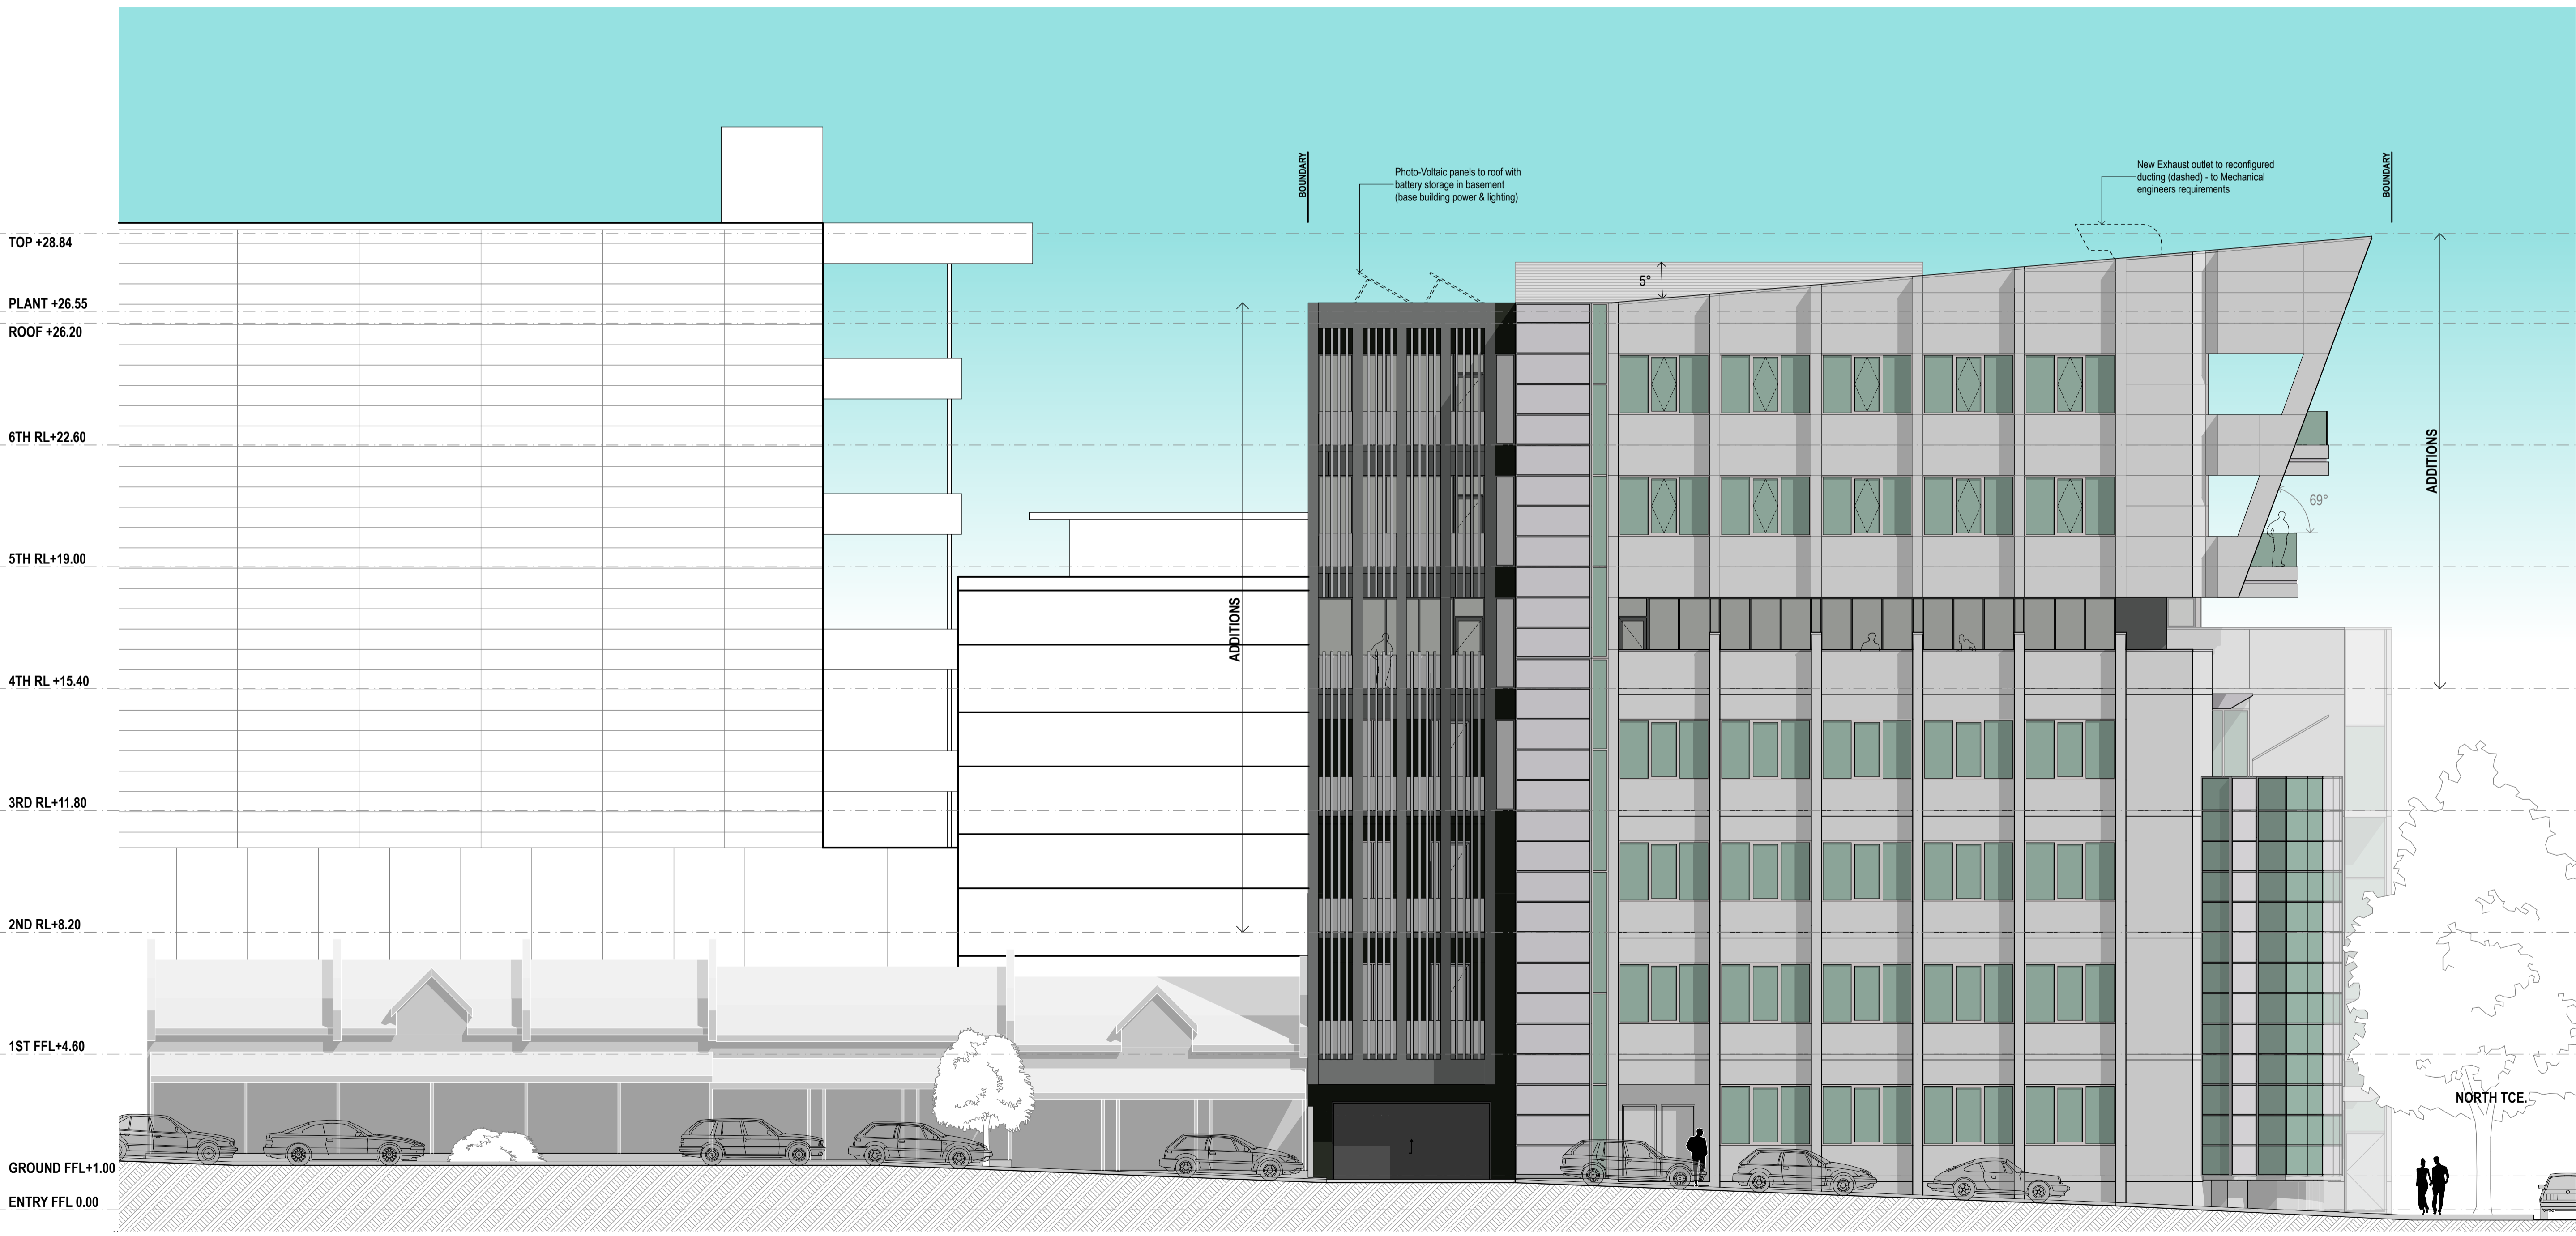 BOUNDARY
Photo-Voltaic panels to roof with
battery storage in basement
(base building power & lighting)
New Exhaust outlet to reconfigured
ducting (dashed) - to Mechanical
engineers requirements
BOUNDARY
TOP +28.84
5°
PLANT +26.55
ROOF +26.20
6TH RL+22.60
ADDITIONS
69°
5TH RL+19.00
ADDITIONS
4TH RL +15.40
3RD RL+11.80
2ND RL+8.20
1ST FFL+4.60
NORTH TCE.
GROUND FFL+1.00
ENTRY FFL 0.00